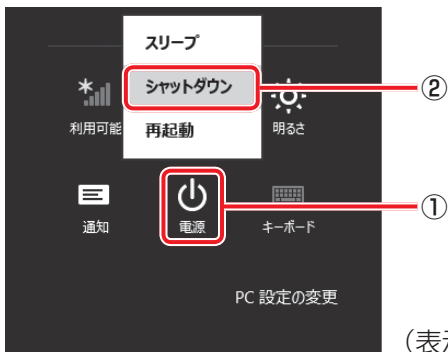 スリープ
シャットダウン
②
再起動
利用可能
明るさ
①
通知
電源
キーボード
PC 設定の変更
（表示